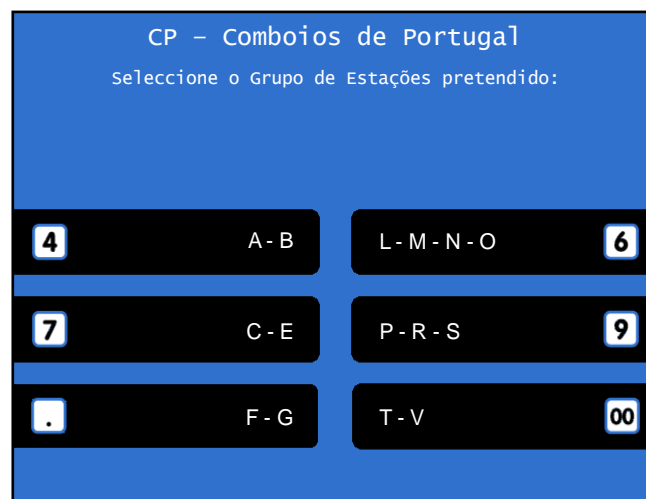 CP – Comboios de Portugal
Seleccione o Grupo de Estações pretendido:
4 A - B
L - M - N - O 6
7 C - E
P - R - S 9
. F - G
T - V 00